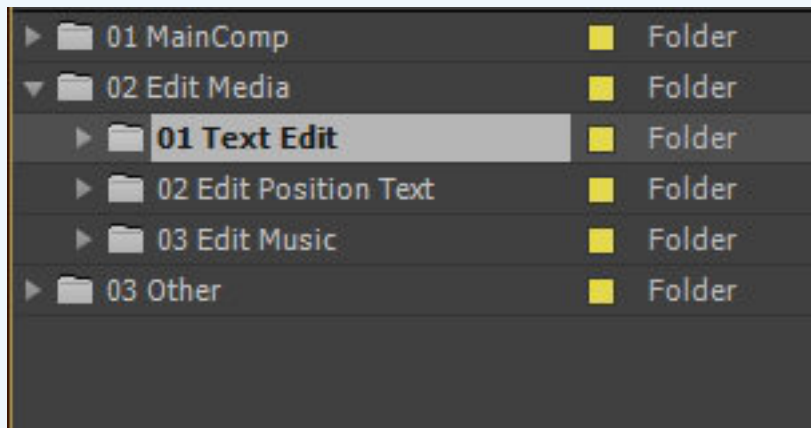 01 MainComp Folder
02 Edit Media Folder
01 Text Edit Folder
02 Edit Position Text Folder
03 Edit Music Folder
03 Other Folder